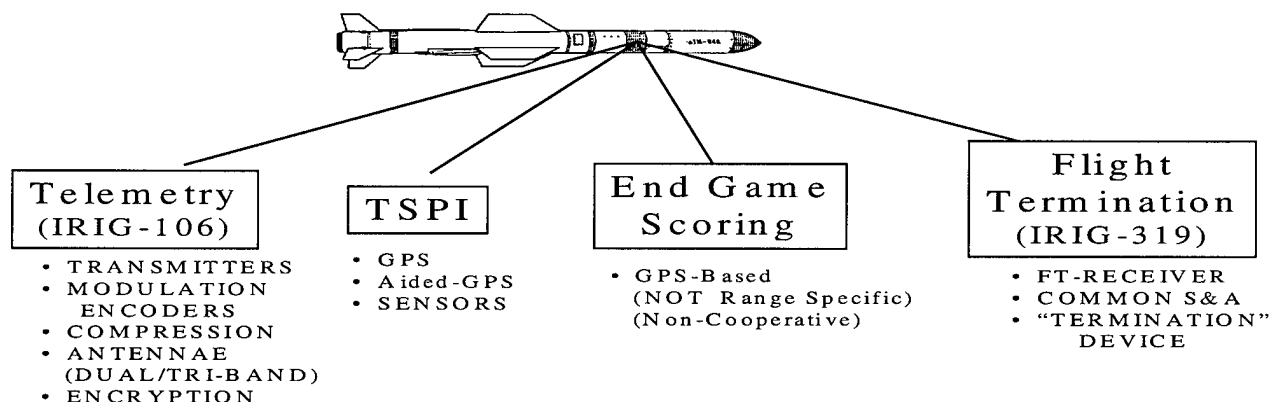 Telemetry
(IRIG-106)
• TRANSMITTERS
• MODULATION
ENCODERS
• COMPRESSION
• ANTENNAE
(DUAL/TRI-BAND)
• ENCRYPTION
TSPI
• GPS
• Aided-GPS
• SENSORS
End Game
Scoring
• GPS-Based
(NOT Range Specific)
(Non-Cooperative)
Flight
Termination
(IRIG-319)
• FT-RECEIVER
• COMMON S&A
• “TERMINATION”
DEVICE